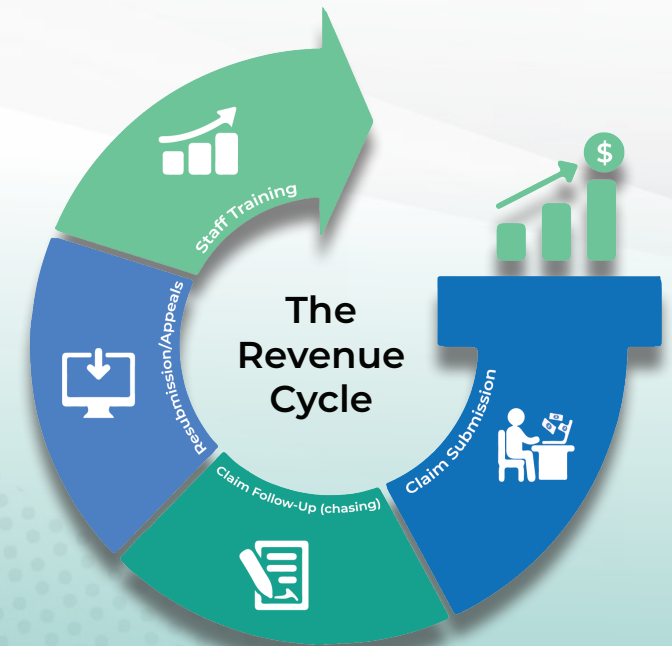 The
Revenue
Cycle
$
Claim Submission
Claim Follow-Up (chasing)
Resubmission/Appeals
Staff Training